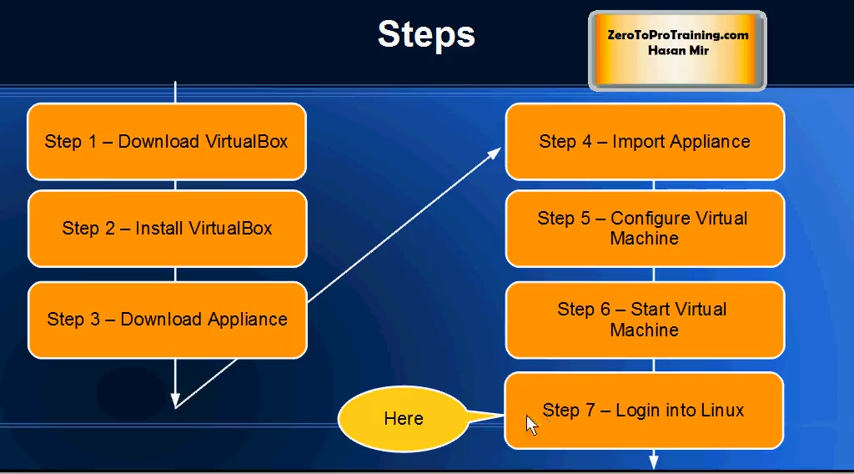 Steps
ZeroToProTraining.com
Hasan Mir
Step 1 – Download VirtualBox
Step 2 – Install VirtualBox
Step 3 – Download Appliance
Step 4 – Import Appliance
Step 5 – Configure Virtual
Machine
Step 6 – Start Virtual
Machine
Here
Step 7 – Login into Linux